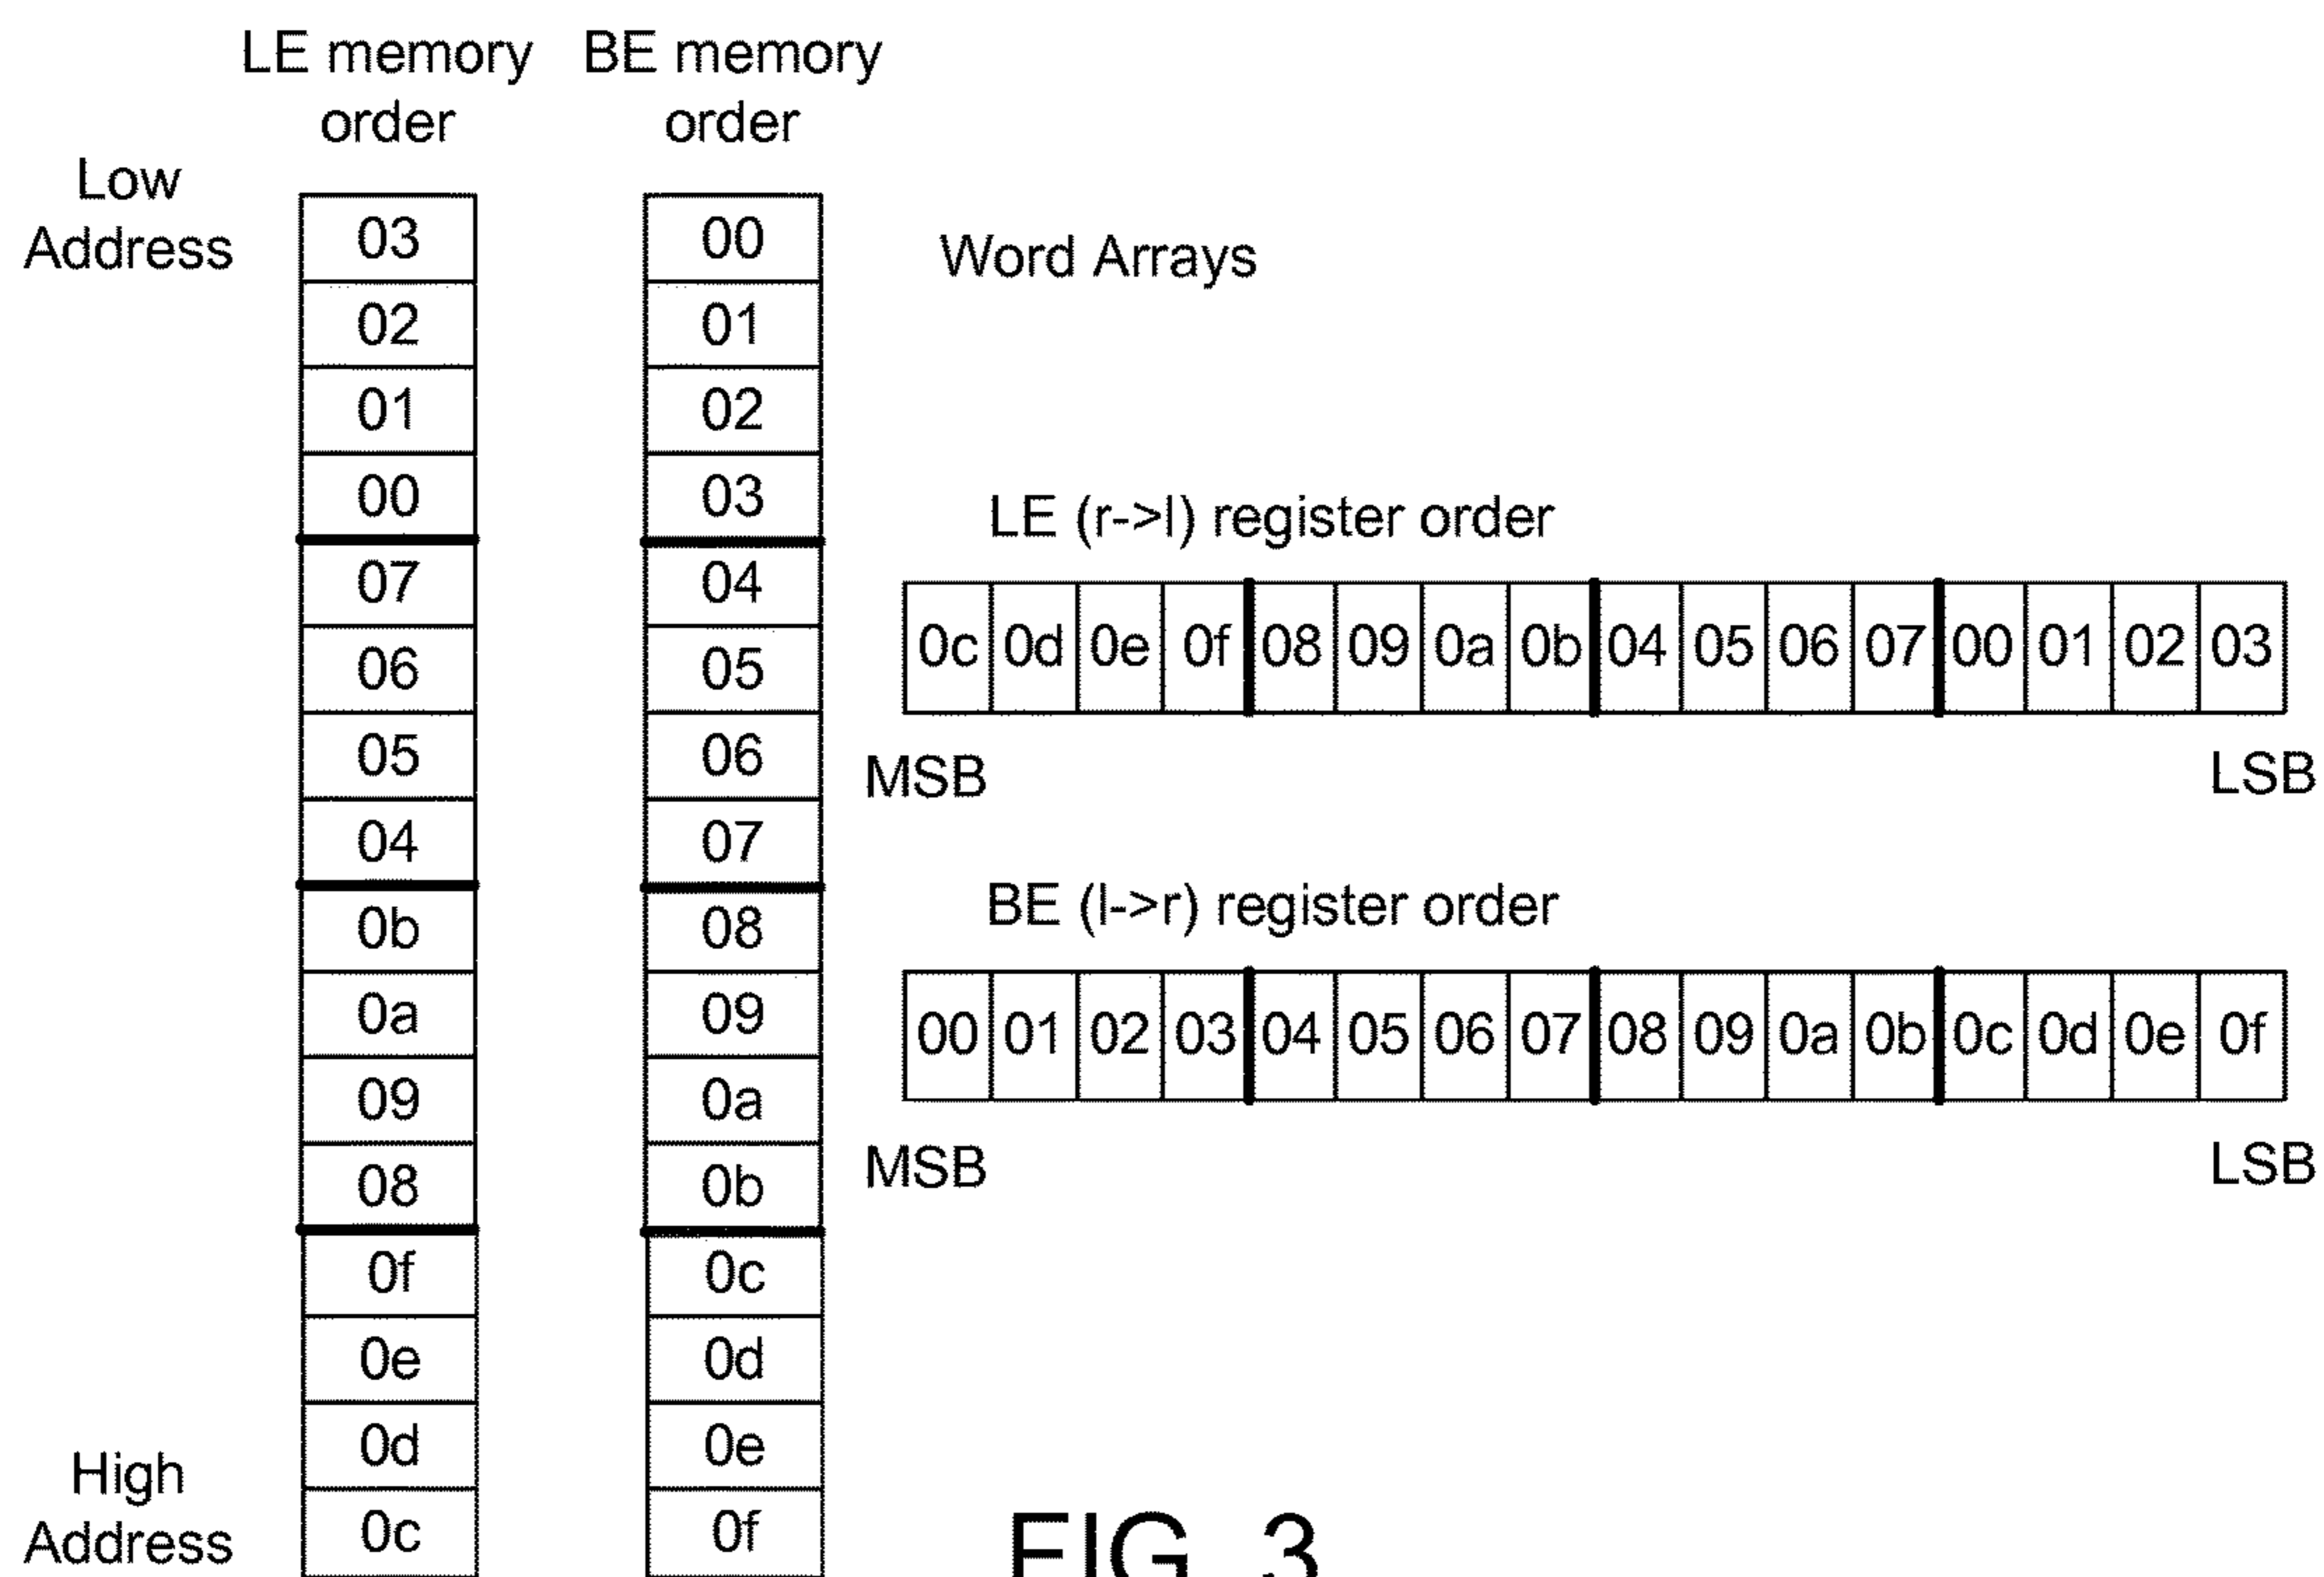 LE memory order
BE memory order
Low Address
High Address
03
02
01
00
07
06
05
04
0b
0a
09
08
0f
0e
0d
0c
00
01
02
03
04
05
06
07
08
09
0a
0b
0c
0d
0e
0f
Word Arrays
LE (r->l) register order
0c 0d 0e 0f 08 09 0a 0b 04 05 06 07 00 01 02 03
MSB LSB
BE (l->r) register order
00 01 02 03 04 05 06 07 08 09 0a 0b 0c 0d 0e 0f
MSB LSB
FIG. 3